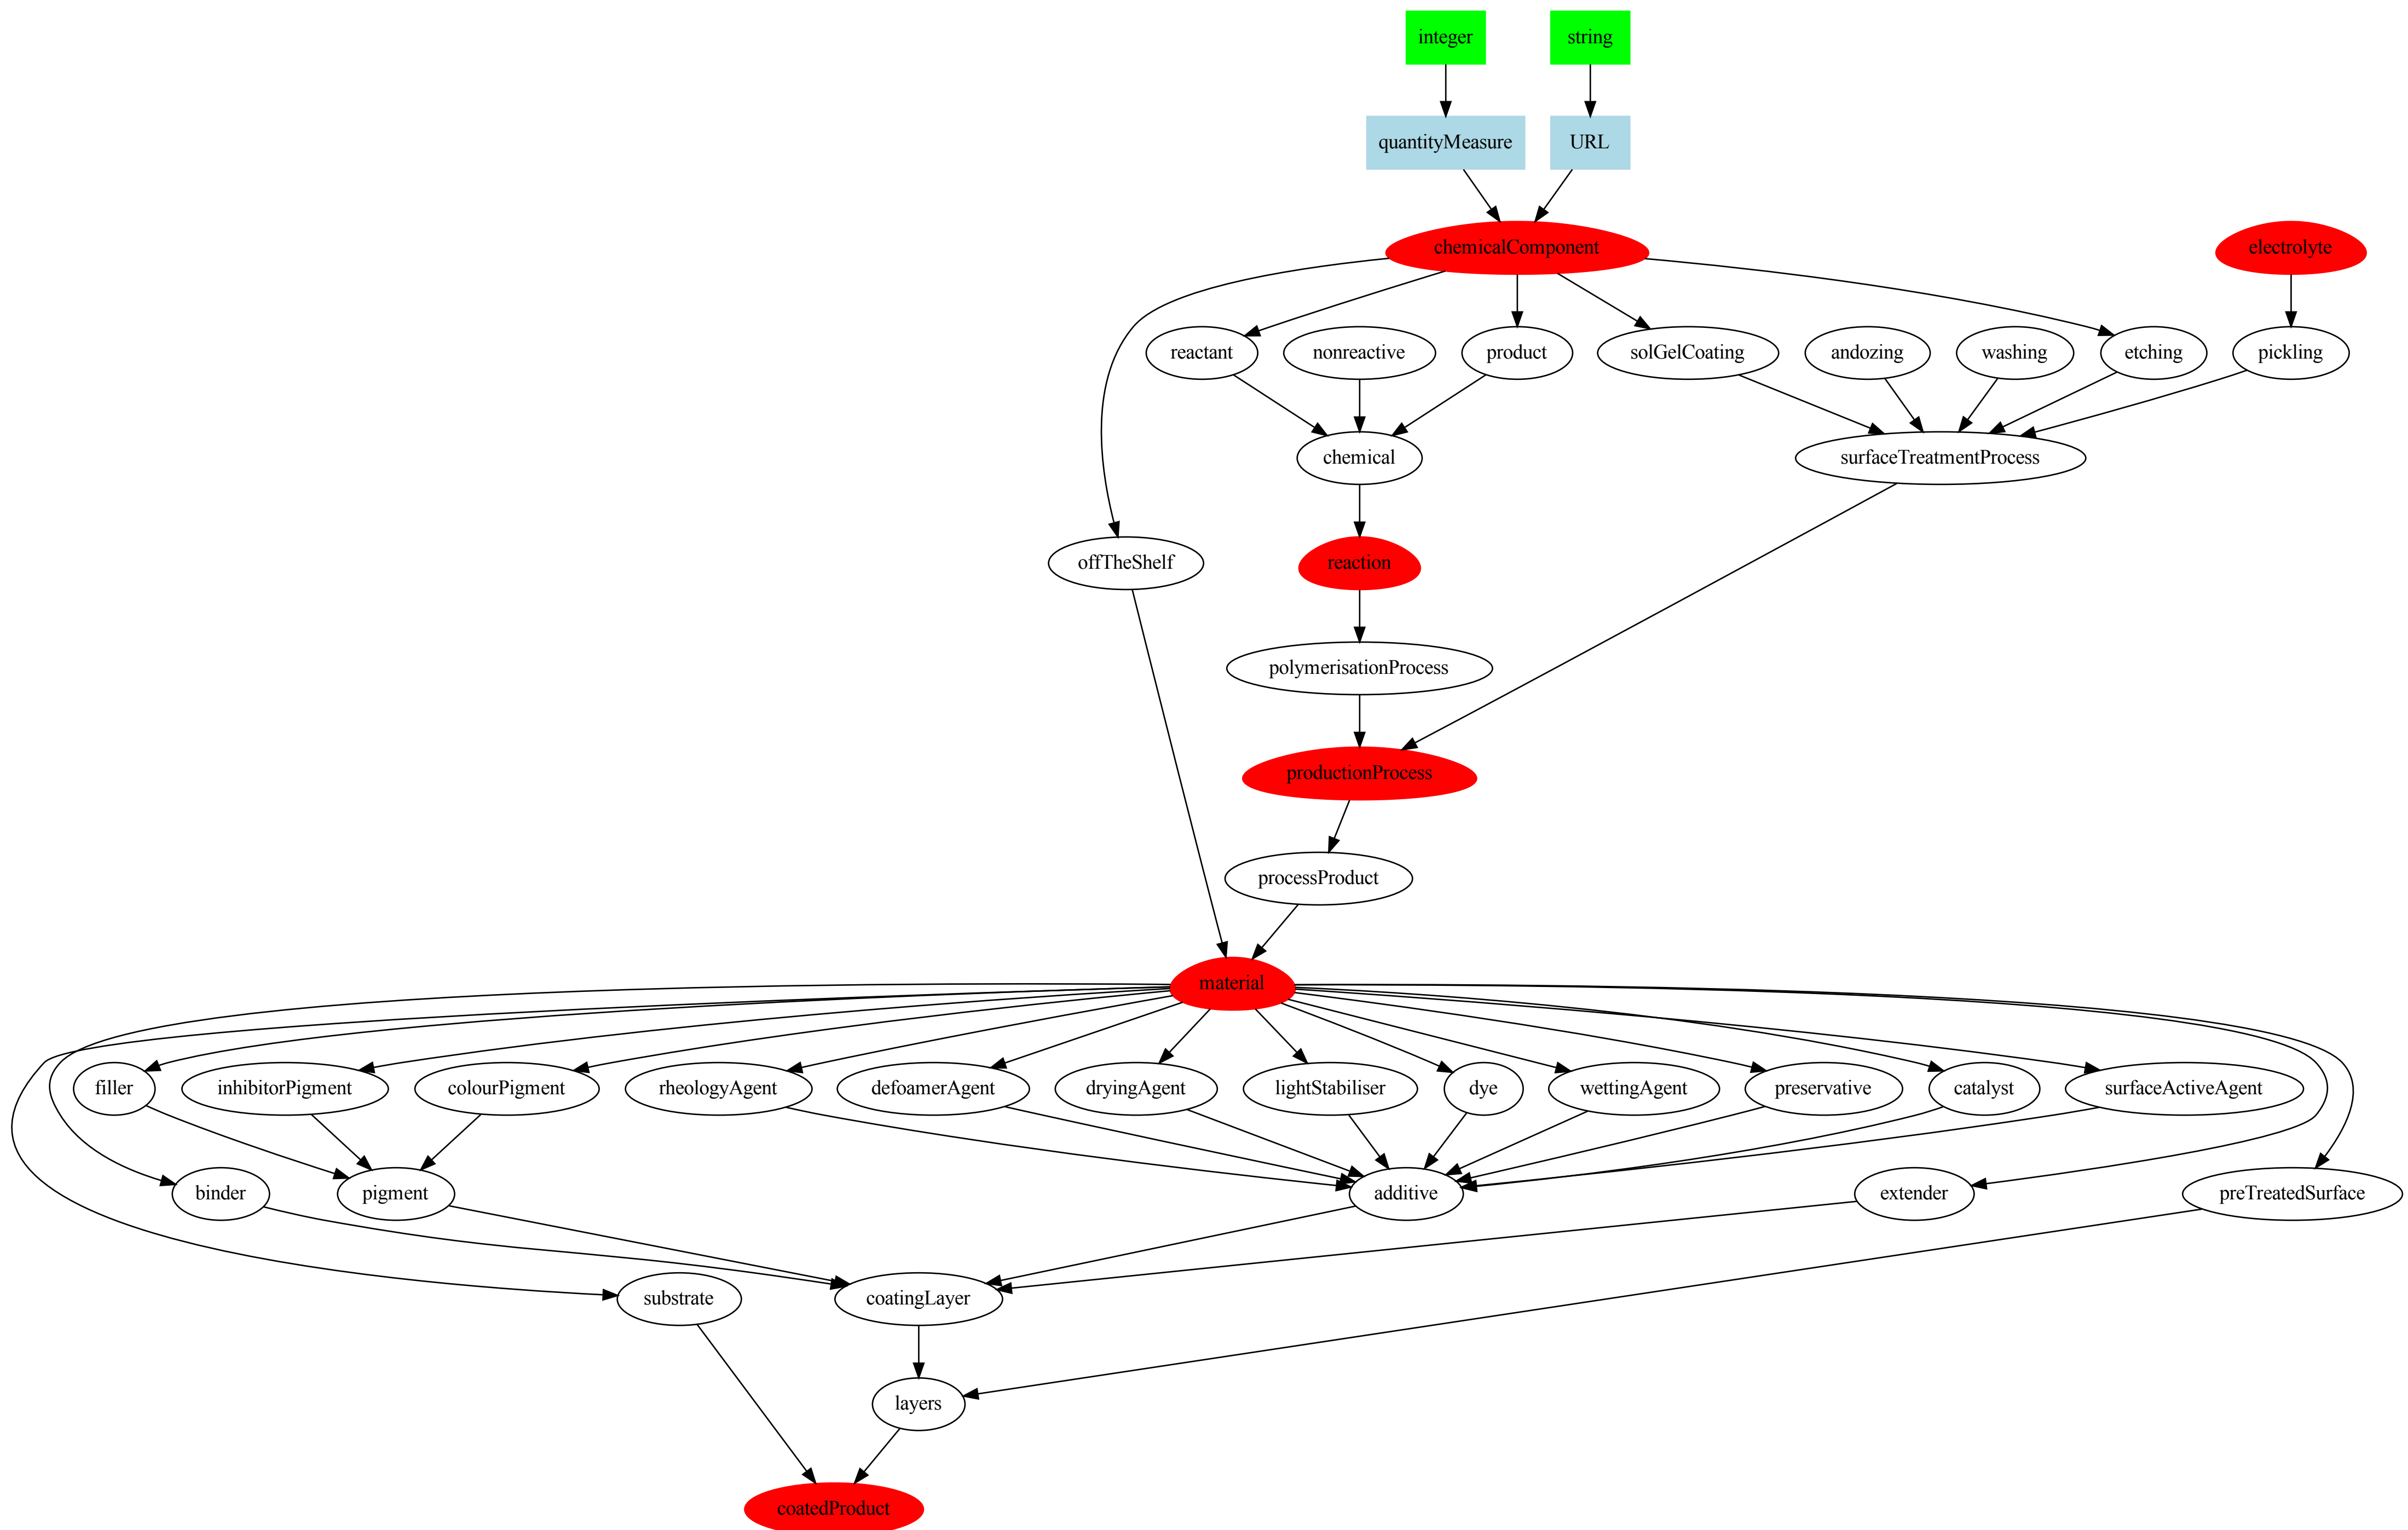 integer
string
quantityMeasure
URL
chemicalComponent
electrolyte
reactant
nonreactive
product
solGelCoating
andozing
washing
etching
pickling
chemical
surfaceTreatmentProcess
offTheShelf
reaction
polymerisationProcess
productionProcess
processProduct
material
filler
inhibitorPigment
colourPigment
rheologyAgent
defoamerAgent
dryingAgent
lightStabiliser
dye
wettingAgent
preservative
catalyst
surfaceActiveAgent
binder
pigment
additive
extender
preTreatedSurface
substrate
coatingLayer
layers
coatedProduct